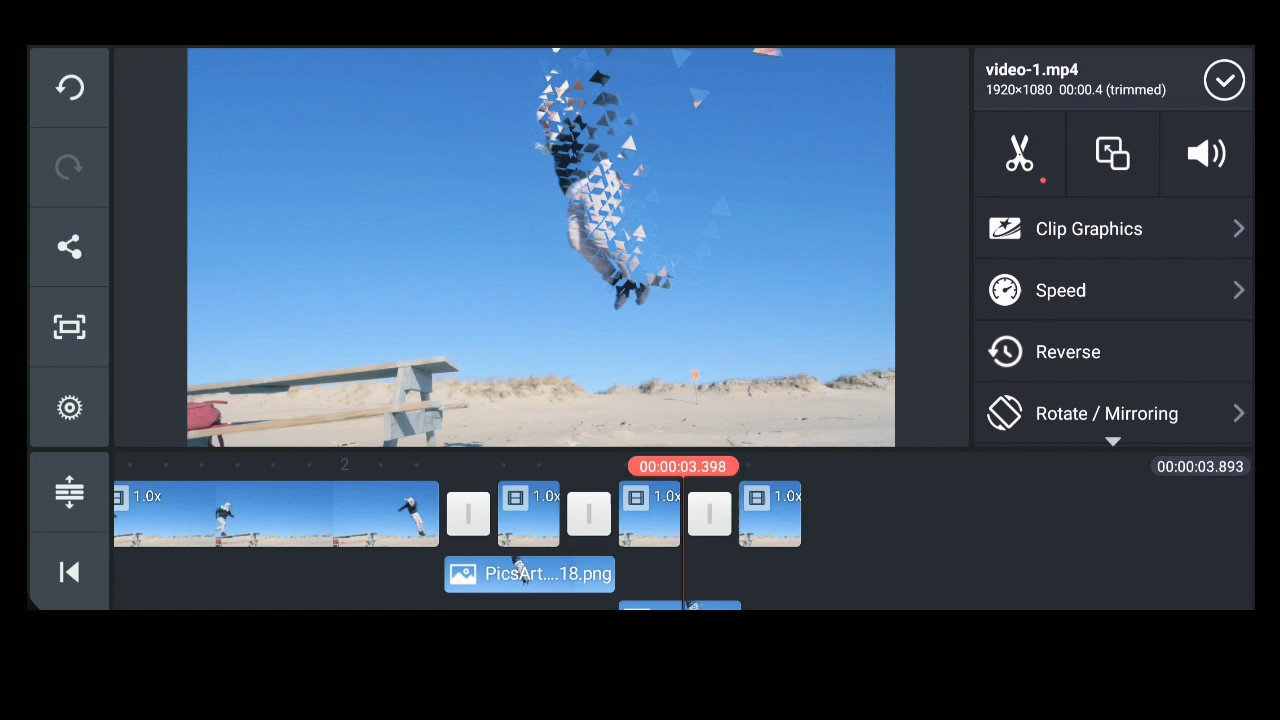 video-1.mp4
1920×1080 00:00.4 (trimmed)
Clip Graphics
Speed
Reverse
Rotate / Mirroring
2
00:00:03.398
00:00:03.893
1.0x
1.0x
1.0x
1.0x
PicsArt....18.png